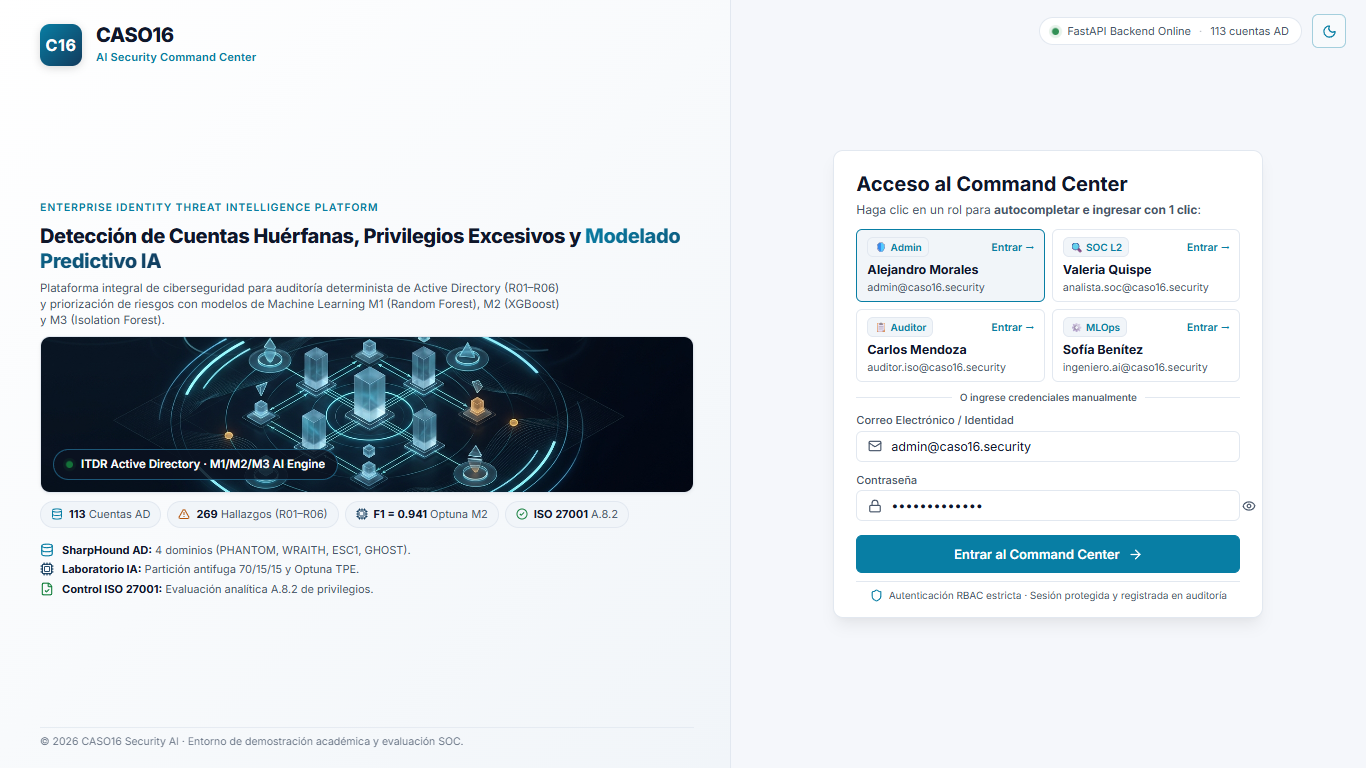 C16
CASO16
AI Security Command Center
FastAPI Backend Online · 113 cuentas AD
ENTERPRISE IDENTITY THREAT INTELLIGENCE PLATFORM
Detección de Cuentas Huérfanas, Privilegios Excesivos y Modelado
Predictivo IA
Plataforma integral de ciberseguridad para auditoría determinista de Active Directory (R01–R06)
y priorización de riesgos con modelos de Machine Learning M1 (Random Forest), M2 (XGBoost)
y M3 (Isolation Forest).
ITDR Active Directory · M1/M2/M3 AI Engine
113 Cuentas AD
269 Hallazgos (R01–R06)
F1 = 0.941 Optuna M2
ISO 27001 A.8.2
SharpHound AD: 4 dominios (PHANTOM, WRAITH, ESC1, GHOST).
Laboratorio IA: Partición antifuga 70/15/15 y Optuna TPE.
Control ISO 27001: Evaluación analítica A.8.2 de privilegios.
© 2026 CASO16 Security AI · Entorno de demostración académica y evaluación SOC.
Acceso al Command Center
Haga clic en un rol para autocompletar e ingresar con 1 clic:
Admin Entrar →
Alejandro Morales
admin@caso16.security
SOC L2 Entrar →
Valeria Quispe
analista.soc@caso16.security
Auditor Entrar →
Carlos Mendoza
auditor.iso@caso16.security
MLOps Entrar →
Sofía Benítez
ingeniero.ai@caso16.security
O ingrese credenciales manualmente
Correo Electrónico / Identidad
admin@caso16.security
Contraseña
•••••••••••••
Entrar al Command Center →
Autenticación RBAC estricta · Sesión protegida y registrada en auditoría